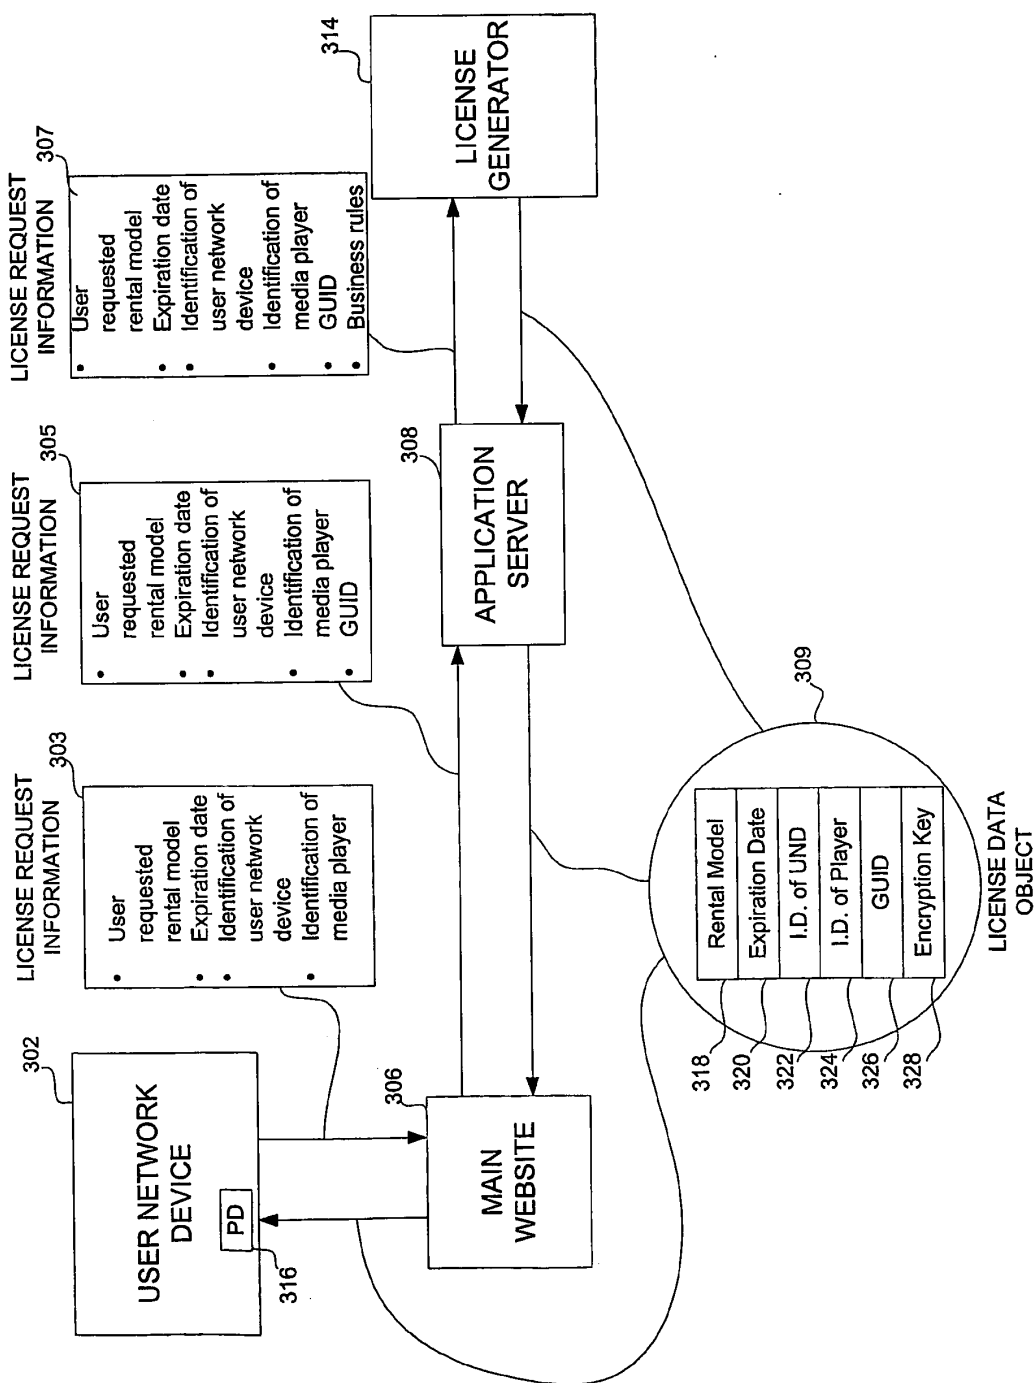 LICENSE REQUEST
INFORMATION
303
• User
requested
rental model
• Expiration date
• Identification of
user network
device
• Identification of
media player
LICENSE REQUEST
INFORMATION
305
• User
requested
rental model
• Expiration date
• Identification of
user network
device
• Identification of
media player
• GUID
LICENSE REQUEST
INFORMATION
307
• User
requested
rental model
• Expiration date
• Identification of
user network
device
• Identification of
media player
• GUID
• Business rules
302
USER NETWORK
DEVICE
PD
316
306
MAIN
WEBSITE
308
APPLICATION
SERVER
314
LICENSE
GENERATOR
309
318 Rental Model
320 Expiration Date
322 I.D. of UND
324 I.D. of Player
326 GUID
328 Encryption Key
LICENSE DATA
OBJECT